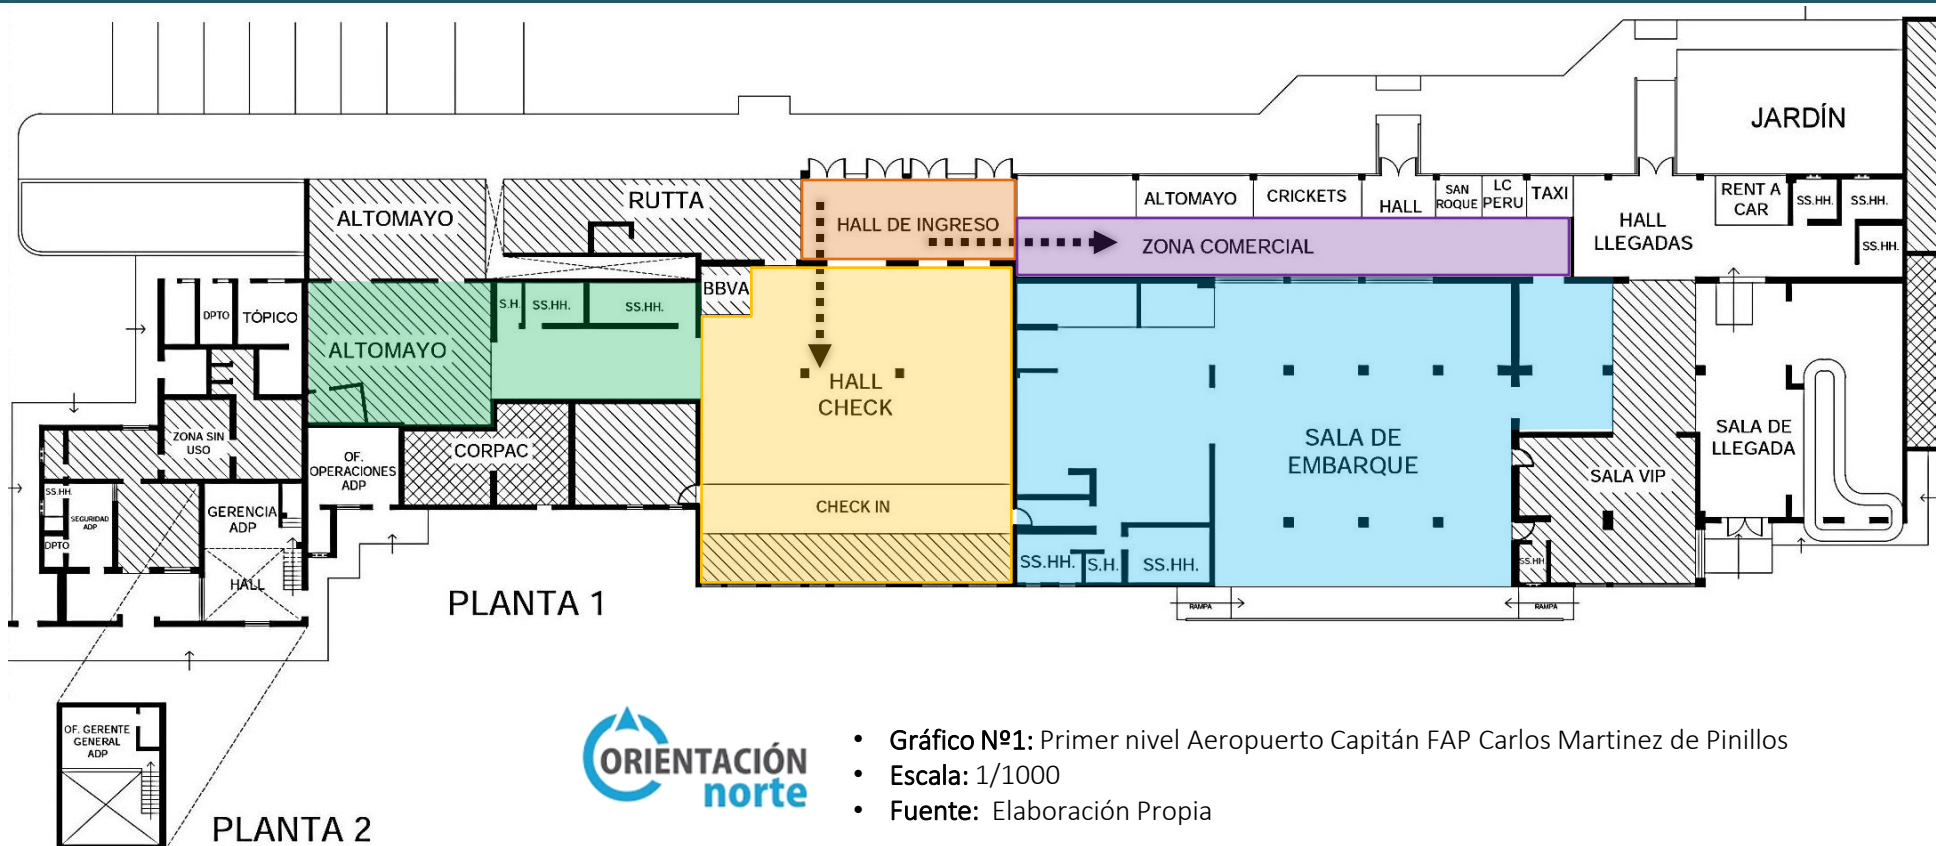 JARDÍN
ALTOMAYO
RUTTA
HALL DE INGRESO
ALTOMAYO
CRICKETS
HALL
SAN
ROQUE
LC
PERU
TAXI
HALL
LLEGADAS
RENT A
CAR
SS.HH.
SS.HH.
SS.HH.
ZONA COMERCIAL
BBVA
S.H.
SS.HH.
SS.HH.
DPTO
TÓPICO
ALTOMAYO
HALL
CHECK
ZONA SIN
USO
OF.
OPERACIONES
ADP
CORPAC
SALA DE
EMBARQUE
SALA DE
LLEGADA
SALA VIP
SS.HH.
SEGURIDAD
ADP
GERENCIA
ADP
CHECK IN
DPTO
HALL
SS.HH.
S.H.
SS.HH.
SS.HH.
PLANTA 1
RAMPA
RAMPA
OF. GERENTE
GENERAL
ADP
PLANTA 2
ORIENTACIÓN
norte
• Gráfico Nº1: Primer nivel Aeropuerto Capitán FAP Carlos Martinez de Pinillos
• Escala: 1/1000
• Fuente: Elaboración Propia